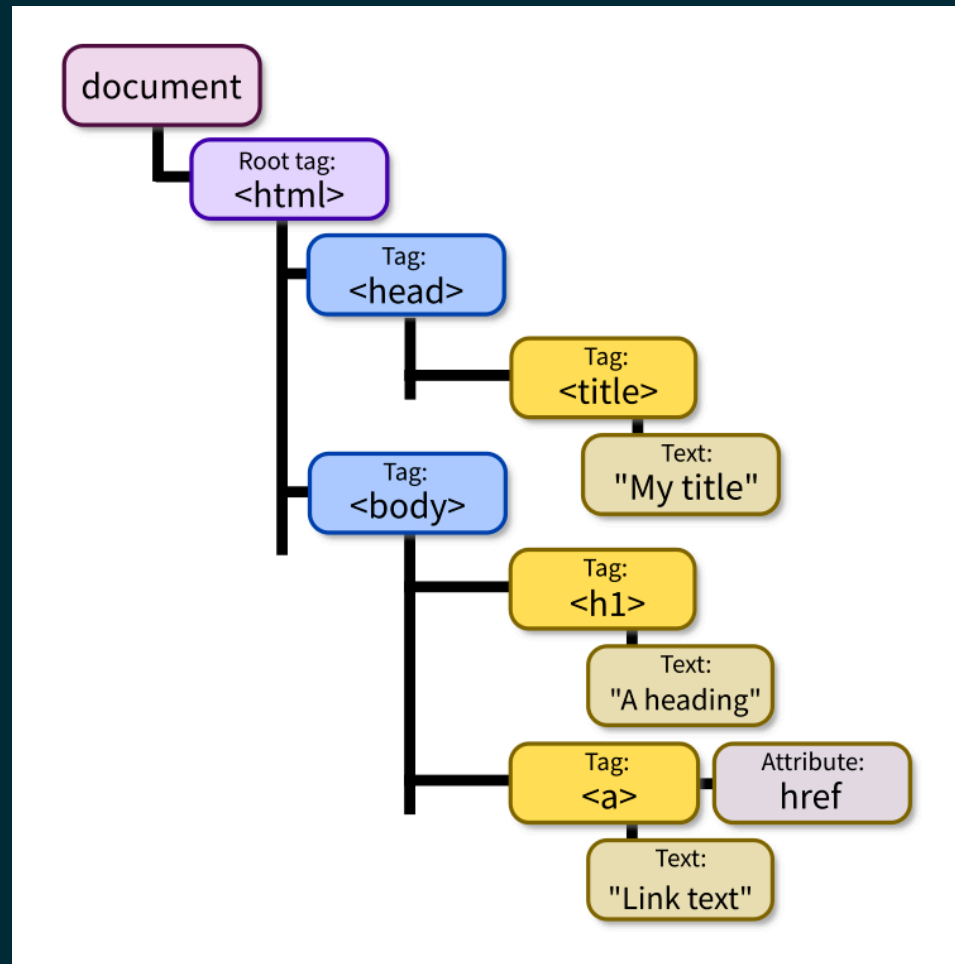 document
Root tag:
<html>
Tag:
<head>
Tag:
<title>
Text:
"My title"
Tag:
<body>
Tag:
<h1>
Text:
"A heading"
Tag:
<a>
Attribute:
href
Text:
"Link text"